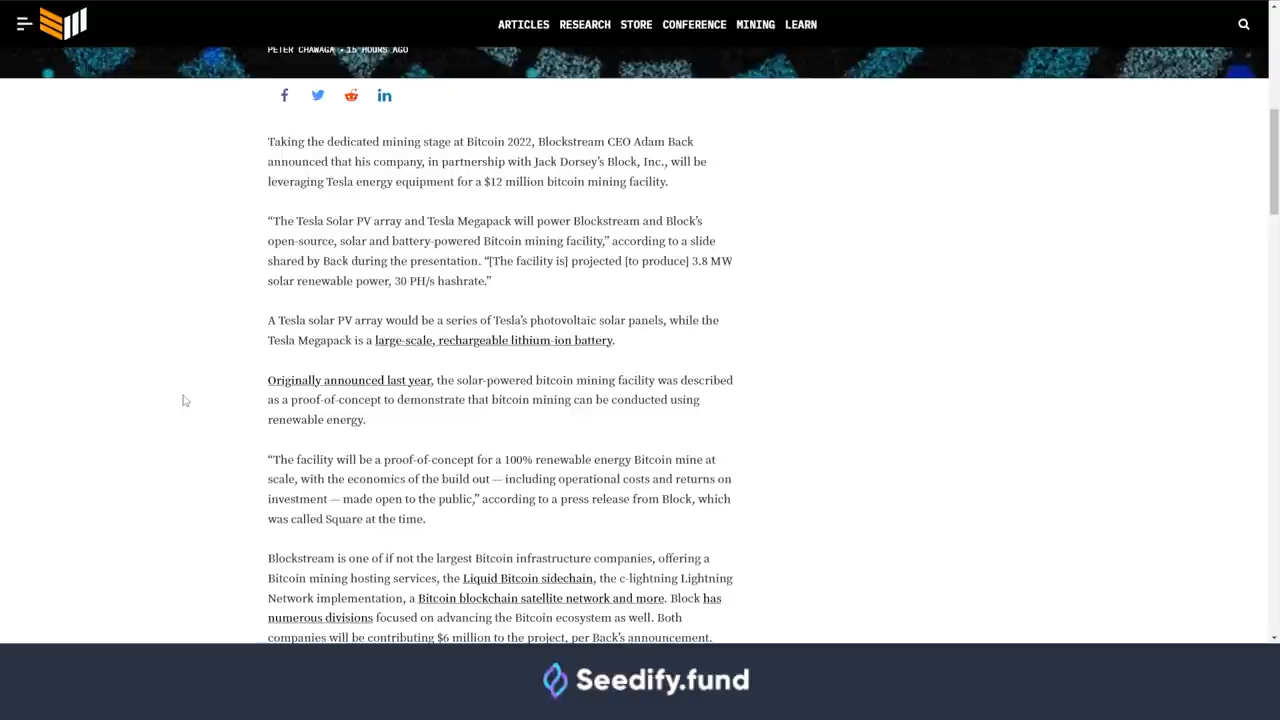 ARTICLES RESEARCH STORE CONFERENCE MINING LEARN
PETER CHAWAGA • 15 HOURS AGO
Taking the dedicated mining stage at Bitcoin 2022, Blockstream CEO Adam Back
announced that his company, in partnership with Jack Dorsey’s Block, Inc., will be
leveraging Tesla energy equipment for a $12 million bitcoin mining facility.
“The Tesla Solar PV array and Tesla Megapack will power Blockstream and Block’s
open-source, solar and battery-powered Bitcoin mining facility,” according to a slide
shared by Back during the presentation. “[The facility is] projected [to produce] 3.8 MW
solar renewable power, 30 PH/s hashrate.”
A Tesla solar PV array would be a series of Tesla’s photovoltaic solar panels, while the
Tesla Megapack is a large-scale, rechargeable lithium-ion battery.
Originally announced last year, the solar-powered bitcoin mining facility was described
as a proof-of-concept to demonstrate that bitcoin mining can be conducted using
renewable energy.
“The facility will be a proof-of-concept for a 100% renewable energy Bitcoin mine at
scale, with the economics of the build out — including operational costs and returns on
investment — made open to the public,” according to a press release from Block, which
was called Square at the time.
Blockstream is one of if not the largest Bitcoin infrastructure companies, offering a
Bitcoin mining hosting services, the Liquid Bitcoin sidechain, the c-lightning Lightning
Network implementation, a Bitcoin blockchain satellite network and more. Block has
numerous divisions focused on advancing the Bitcoin ecosystem as well. Both
companies will be contributing $6 million to the project, per Back’s announcement.
Seedify.fund